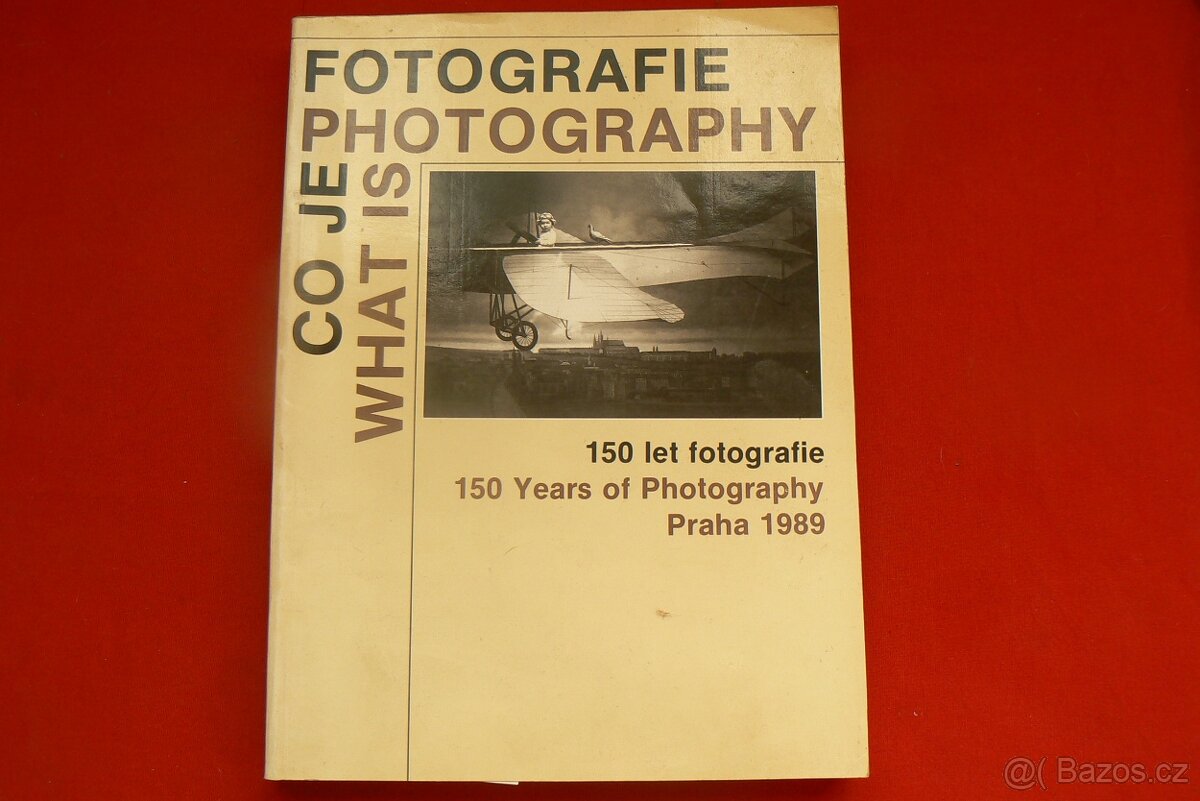 FOTOGRAFIE
PHOTOGRAPHY
CO JE
WHAT IS
150 let fotografie
150 Years of Photography
Praha 1989
@( Bazos.cz